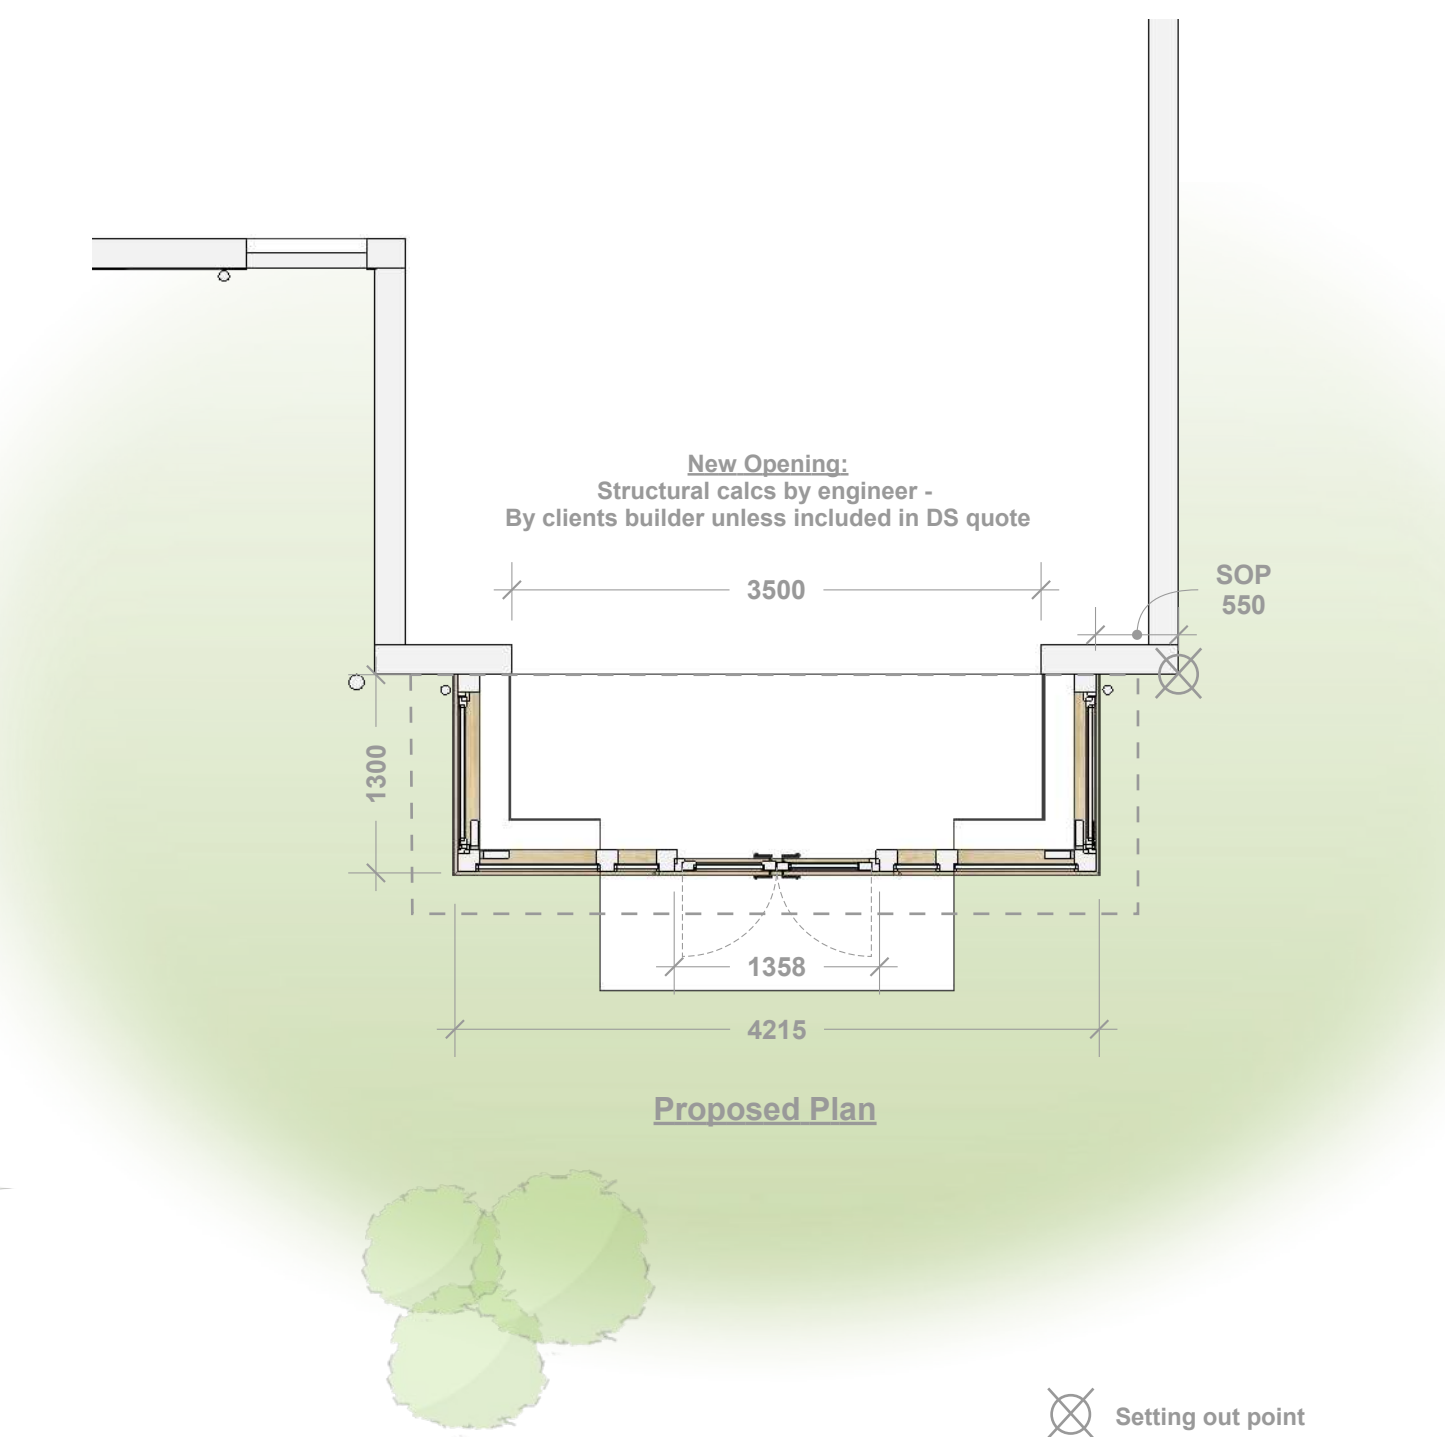 New Opening:
Structural calcs by engineer -
By clients builder unless included in DS quote
3500
SOP
550
1300
1358
4215
Proposed Plan
Setting out point